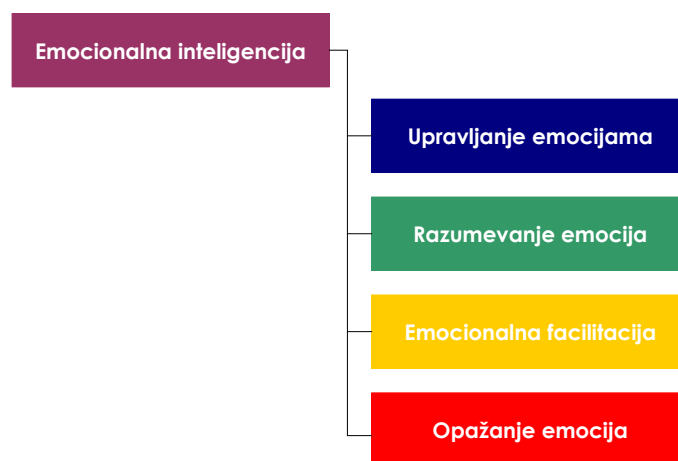 Emocionalna inteligencija
Upravljanje emocijama
Razumevanje emocija
Emocionalna facilitacija
Opažanje emocija